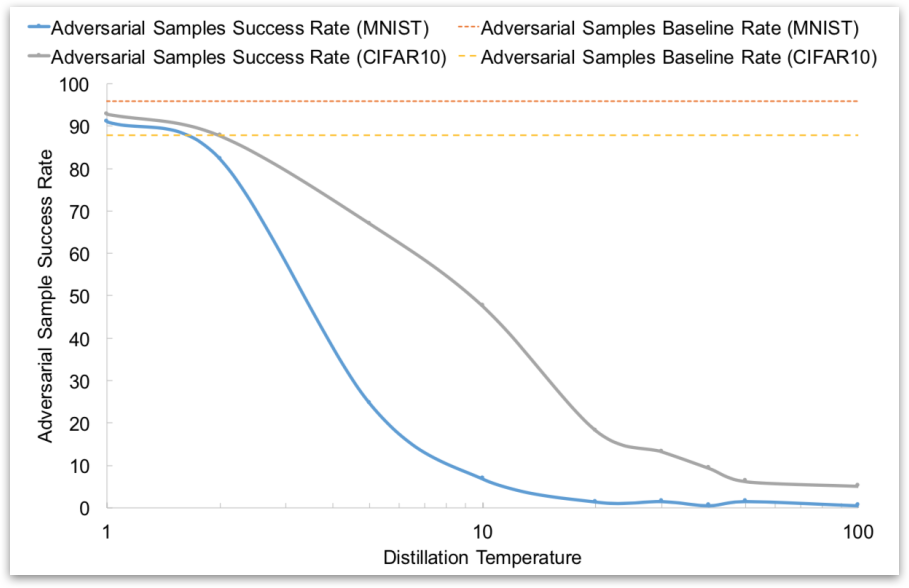 Adversarial Samples Success Rate (MNIST)
Adversarial Samples Baseline Rate (MNIST)
Adversarial Samples Success Rate (CIFAR10)
Adversarial Samples Baseline Rate (CIFAR10)
Adversarial Sample Success Rate
100
90
80
70
60
50
40
30
20
10
0
1
10
100
Distillation Temperature